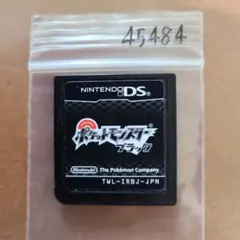 45484
NINTENDO DS
ポケットモンスター
ブラック
Nintendo The Pokémon Company
TWL-IRBJ-JPN